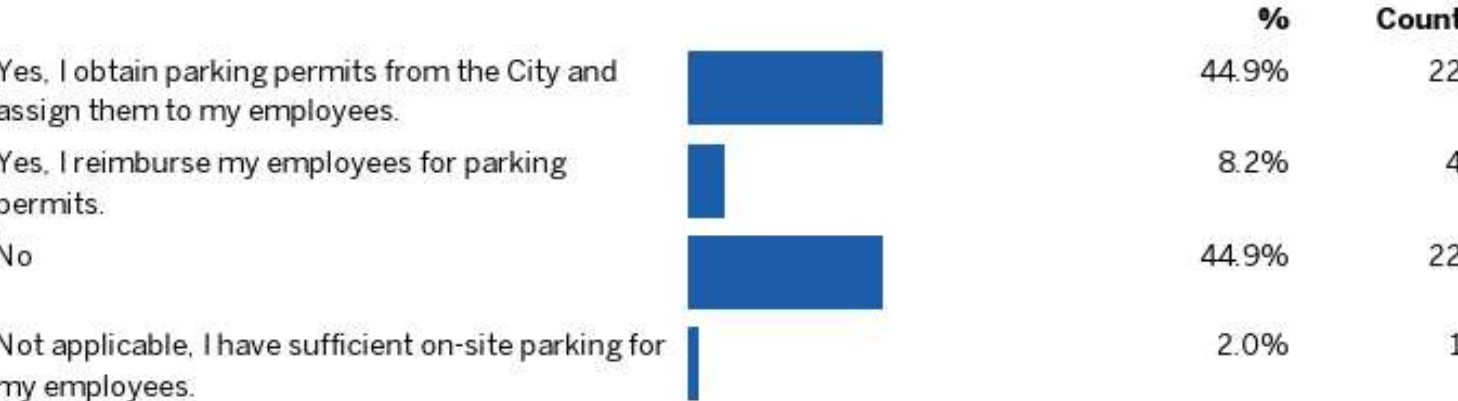 % Count
Yes, I obtain parking permits from the City and 44.9% 22
assign them to my employees.
Yes, I reimburse my employees for parking 8.2% 4
permits.
No 44.9% 22
Not applicable, I have sufficient on-site parking for 2.0% 1
my employees.